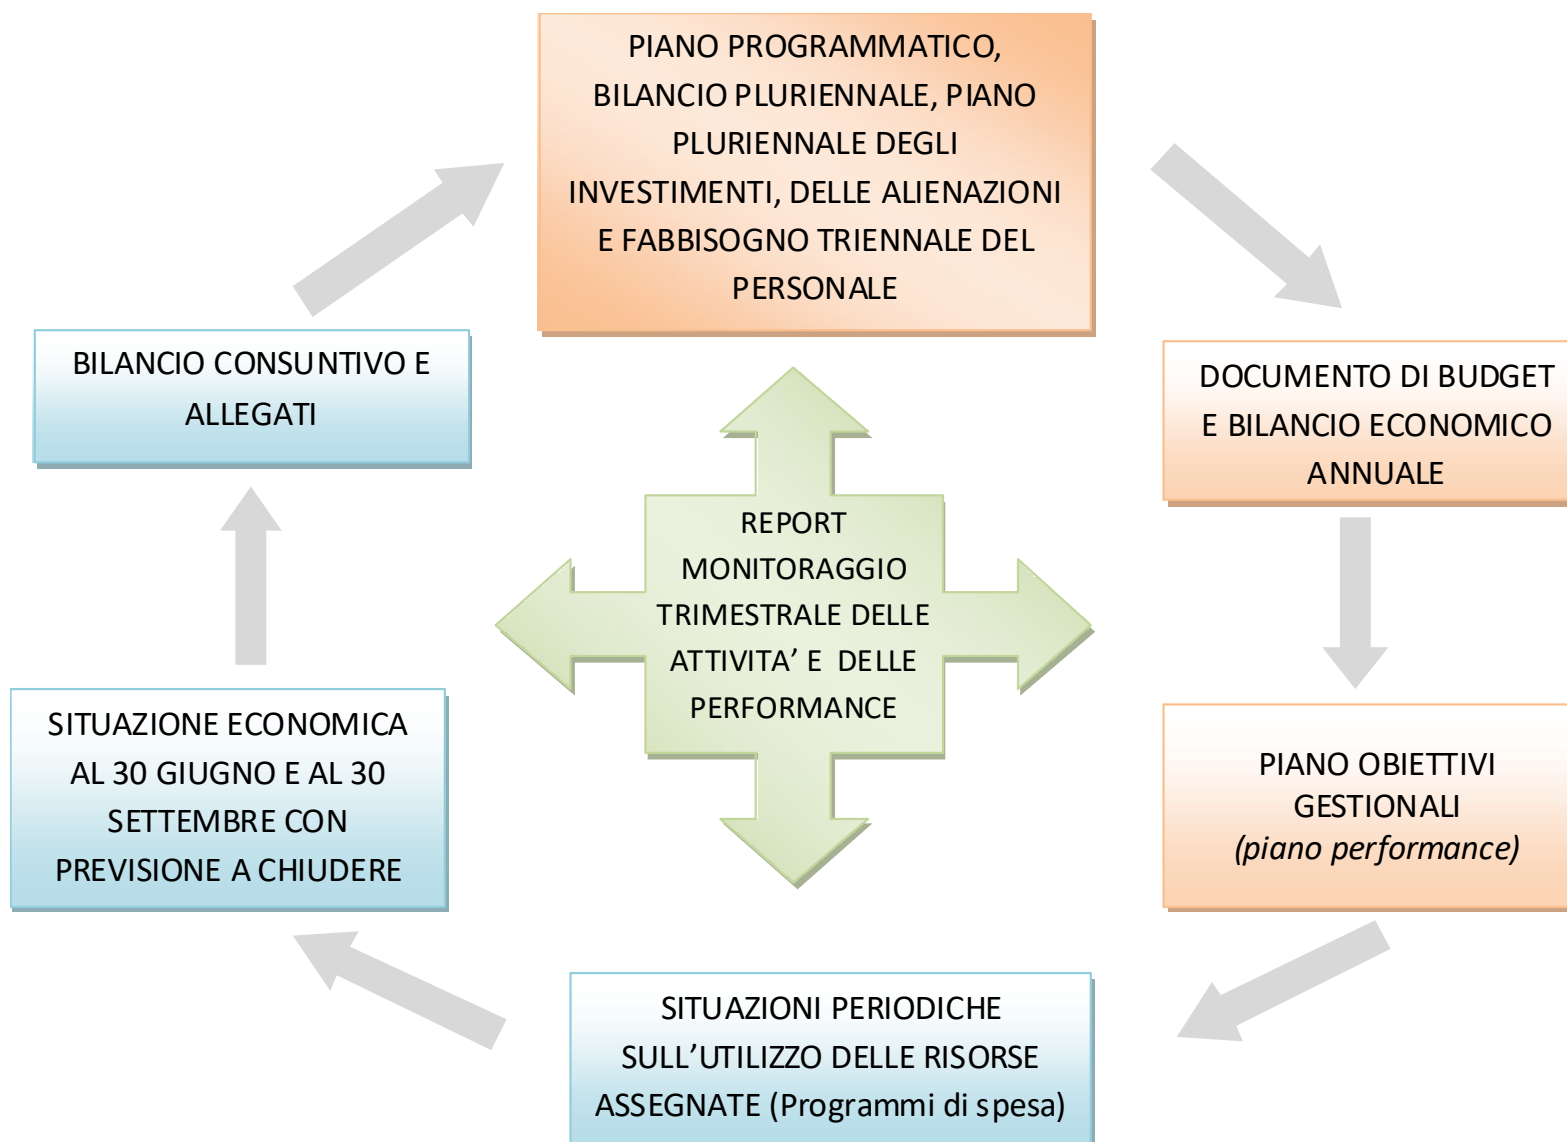 PIANO PROGRAMMATICO,
BILANCIO PLURIENNALE, PIANO
PLURIENNALE DEGLI
INVESTIMENTI, DELLE ALIENAZIONI
E FABBISOGNO TRIENNALE DEL
PERSONALE
DOCUMENTO DI BUDGET
E BILANCIO ECONOMICO
ANNUALE
PIANO OBIETTIVI
GESTIONALI
(piano performance)
SITUAZIONI PERIODICHE
SULL’UTILIZZO DELLE RISORSE
ASSEGNATE (Programmi di spesa)
SITUAZIONE ECONOMICA
AL 30 GIUGNO E AL 30
SETTEMBRE CON
PREVISIONE A CHIUDERE
BILANCIO CONSUNTIVO E
ALLEGATI
REPORT
MONITORAGGIO
TRIMESTRALE DELLE
ATTIVITA’ E DELLE
PERFORMANCE